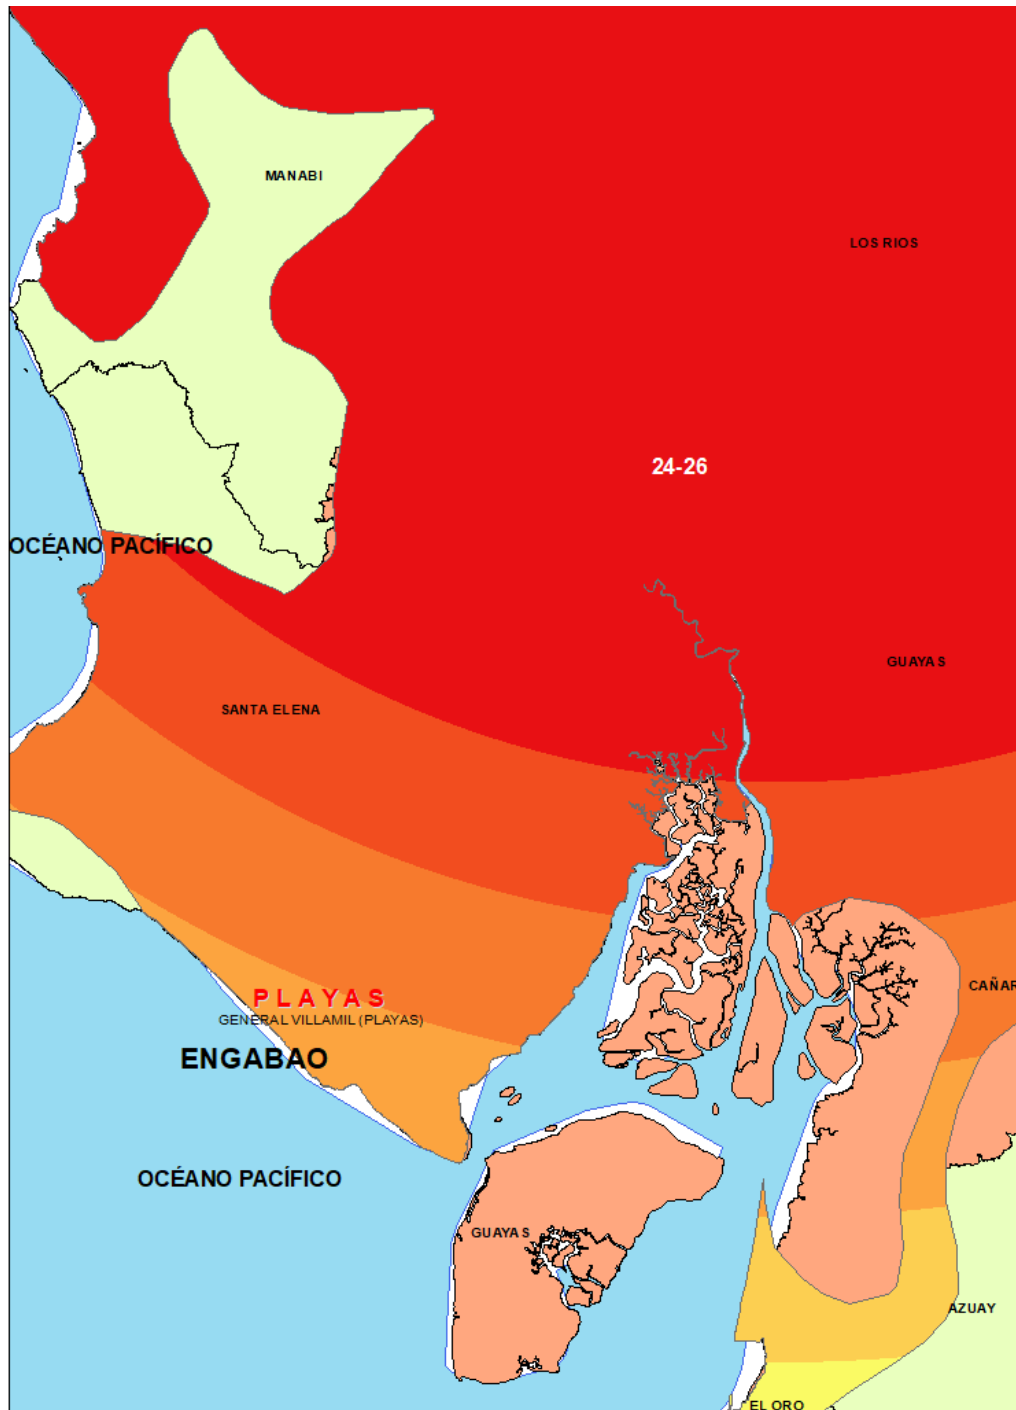 MANABI
LOS RIOS
24-26
OCÉANO PACÍFICO
GUAYAS
SANTA ELENA
CAÑAR
PLAYAS
GENERAL VILLAMIL (PLAYAS)
ENGABAO
OCÉANO PACÍFICO
GUAYAS
AZUAY
EL ORO